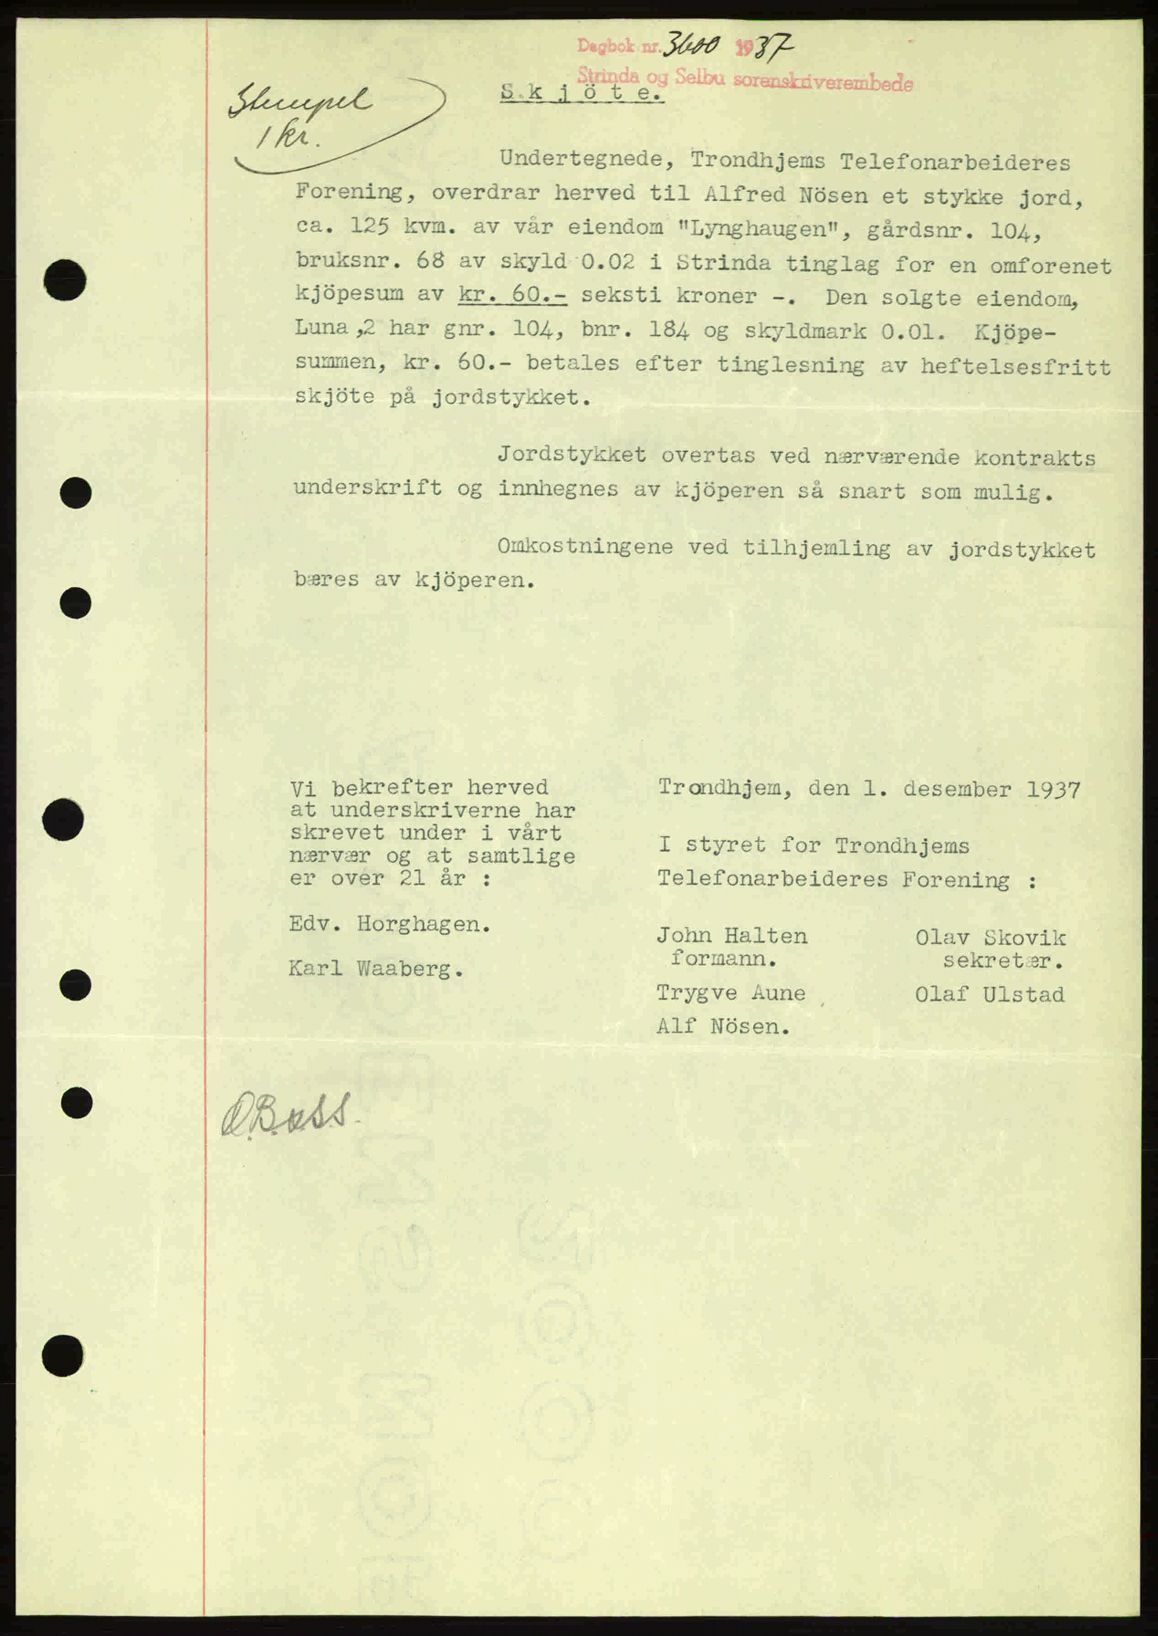 Dagbok nr. 3600 1937
Strinda og Selbu sorenskriverembede
Stempel
1 kr.
Skjöte.
Undertegnede, Trondhjems Telefonarbeideres
Forening, overdrar herved til Alfred Nösen et stykke jord,
ca. 125 kvm. av vår eiendom "Lynghaugen", gårdsnr. 104,
bruksnr. 68 av skyld 0.02 i Strinda tinglag for en omforenet
kjöpesum av kr. 60.- seksti kroner -. Den solgte eiendom,
Luna ,2 har gnr. 104, bnr. 184 og skyldmark 0.01. Kjöpe-
summen, kr. 60.- betales efter tinglesning av heftelsesfritt
skjöte på jordstykket.
Jordstykket overtas ved nærværende kontrakts
underskrift og innhegnes av kjöperen så snart som mulig.
Omkostningene ved tilhjemling av jordstykket
bæres av kjöperen.
Vi bekrefter herved
at underskriverne har
skrevet under i vårt
nærvær og at samtlige
er over 21 år :
Edv. Horghagen.
Karl Waaberg.
Trondhjem, den 1. desember 1937
I styret for Trondhjems
Telefonarbeideres Forening :
John Halten Olav Skovik
formann. sekretær.
Trygve Aune Olaf Ulstad
Alf Nösen.